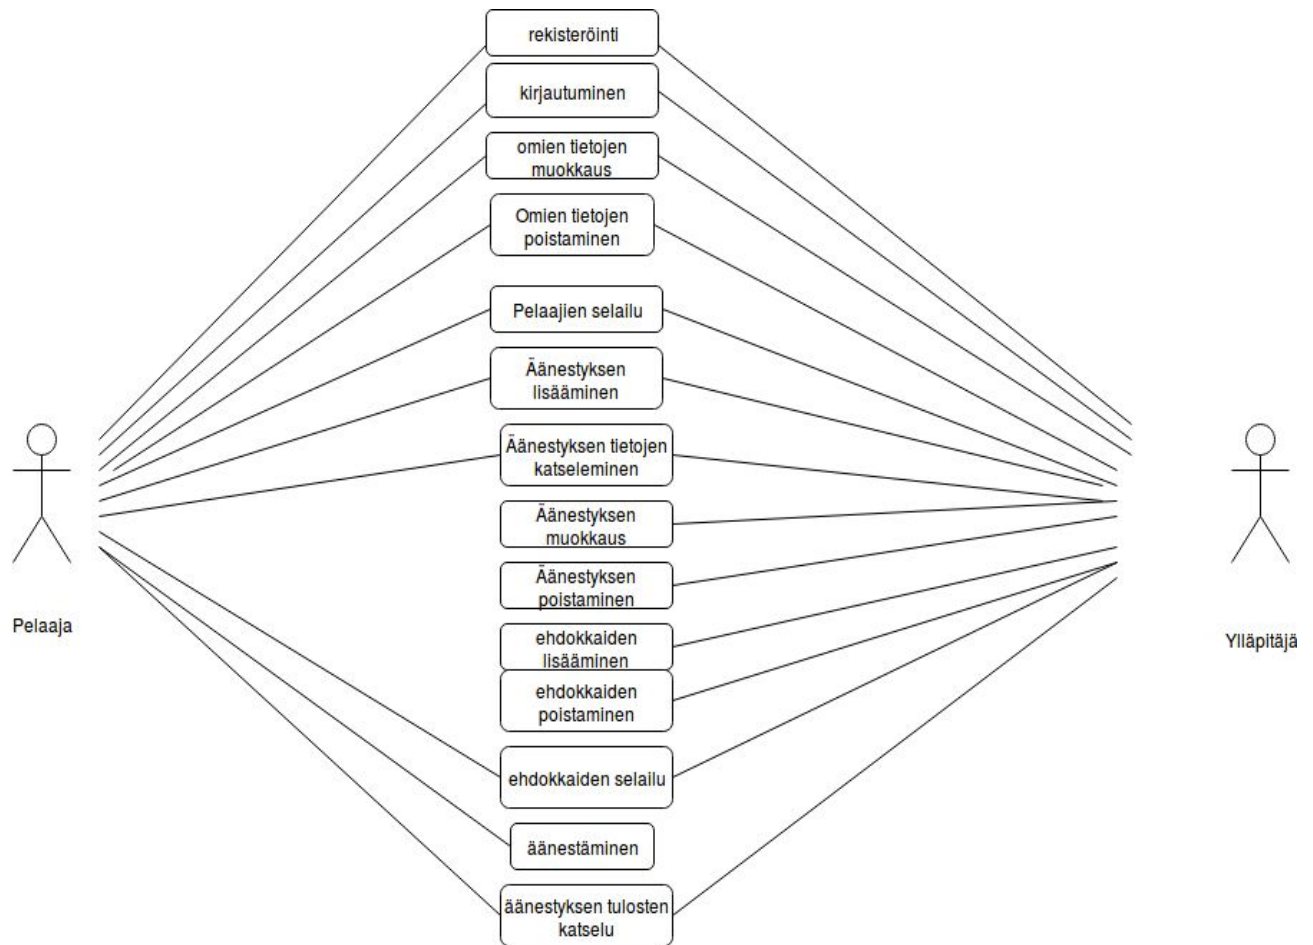 rekisteröinti
kirjautuminen
omien tietojen
muokkaus
Omien tietojen
poistaminen
Pelaajien selailu
Äänestyksen
lisääminen
Äänestyksen tietojen
katseleminen
Äänestyksen
muokkaus
Äänestyksen
poistaminen
ehdokkaiden
lisääminen
ehdokkaiden
poistaminen
ehdokkaiden selailu
äänestäminen
äänestyksen tulosten
katselu
Pelaaja
Ylläpitäjä